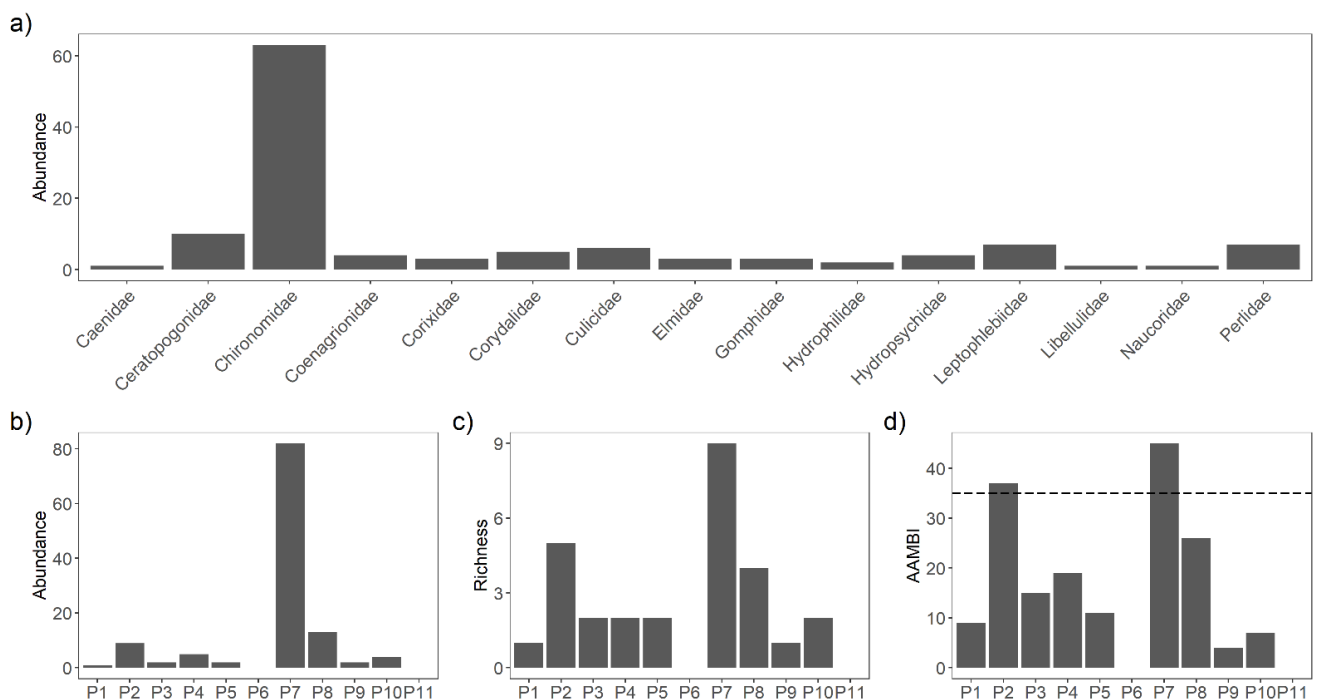 a)
Abundance
60
40
20
0
Caenidae
Ceratopogonidae
Chironomidae
Coenagrionidae
Corixidae
Corydalidae
Culicidae
Elmidae
Gomphidae
Hydrophilidae
Hydropsychidae
Leptophlebiidae
Libellulidae
Naucoridae
Perlidae
b)
Abundance
80
60
40
20
0
P1 P2 P3 P4 P5 P6 P7 P8 P9 P10 P11
c)
Richness
9
6
3
0
P1 P2 P3 P4 P5 P6 P7 P8 P9 P10 P11
d)
AAMBI
40
30
20
10
0
P1 P2 P3 P4 P5 P6 P7 P8 P9 P10 P11